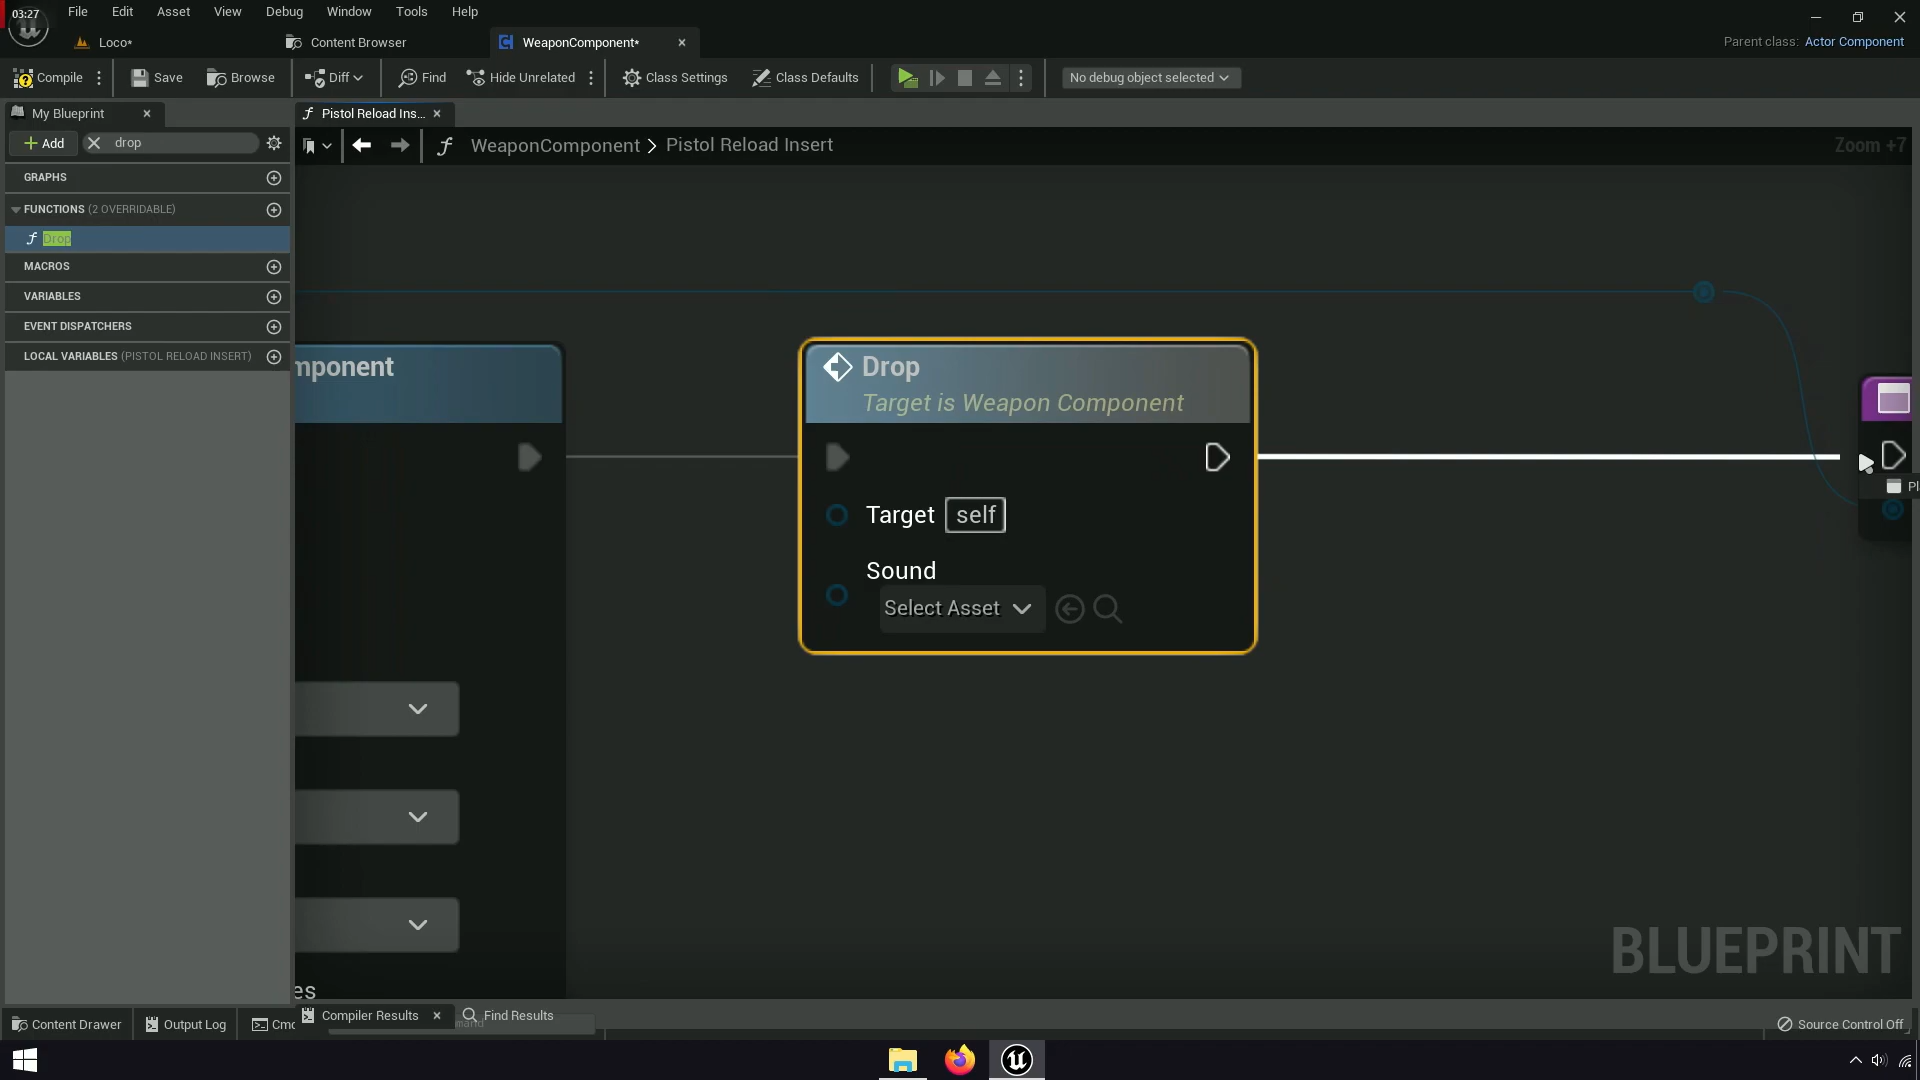 03:27
File Edit Asset View Debug Window Tools Help
Loco* Content Browser WeaponComponent*
Parent class: Actor Component
Compile Save Browse Diff Find Hide Unrelated Class Settings Class Defaults No debug object selected
My Blueprint Pistol Reload Ins...
Add drop
WeaponComponent > Pistol Reload Insert
Zoom +7
GRAPHS
FUNCTIONS (2 OVERRIDABLE)
Drop
MACROS
VARIABLES
EVENT DISPATCHERS
LOCAL VARIABLES (PISTOL RELOAD INSERT)
mponent
Drop
Target is Weapon Component
Target self
Pl
Sound
Select Asset
es
BLUEPRINT
Compiler Results Find Results
Content Drawer Output Log Cmd
Source Control Off